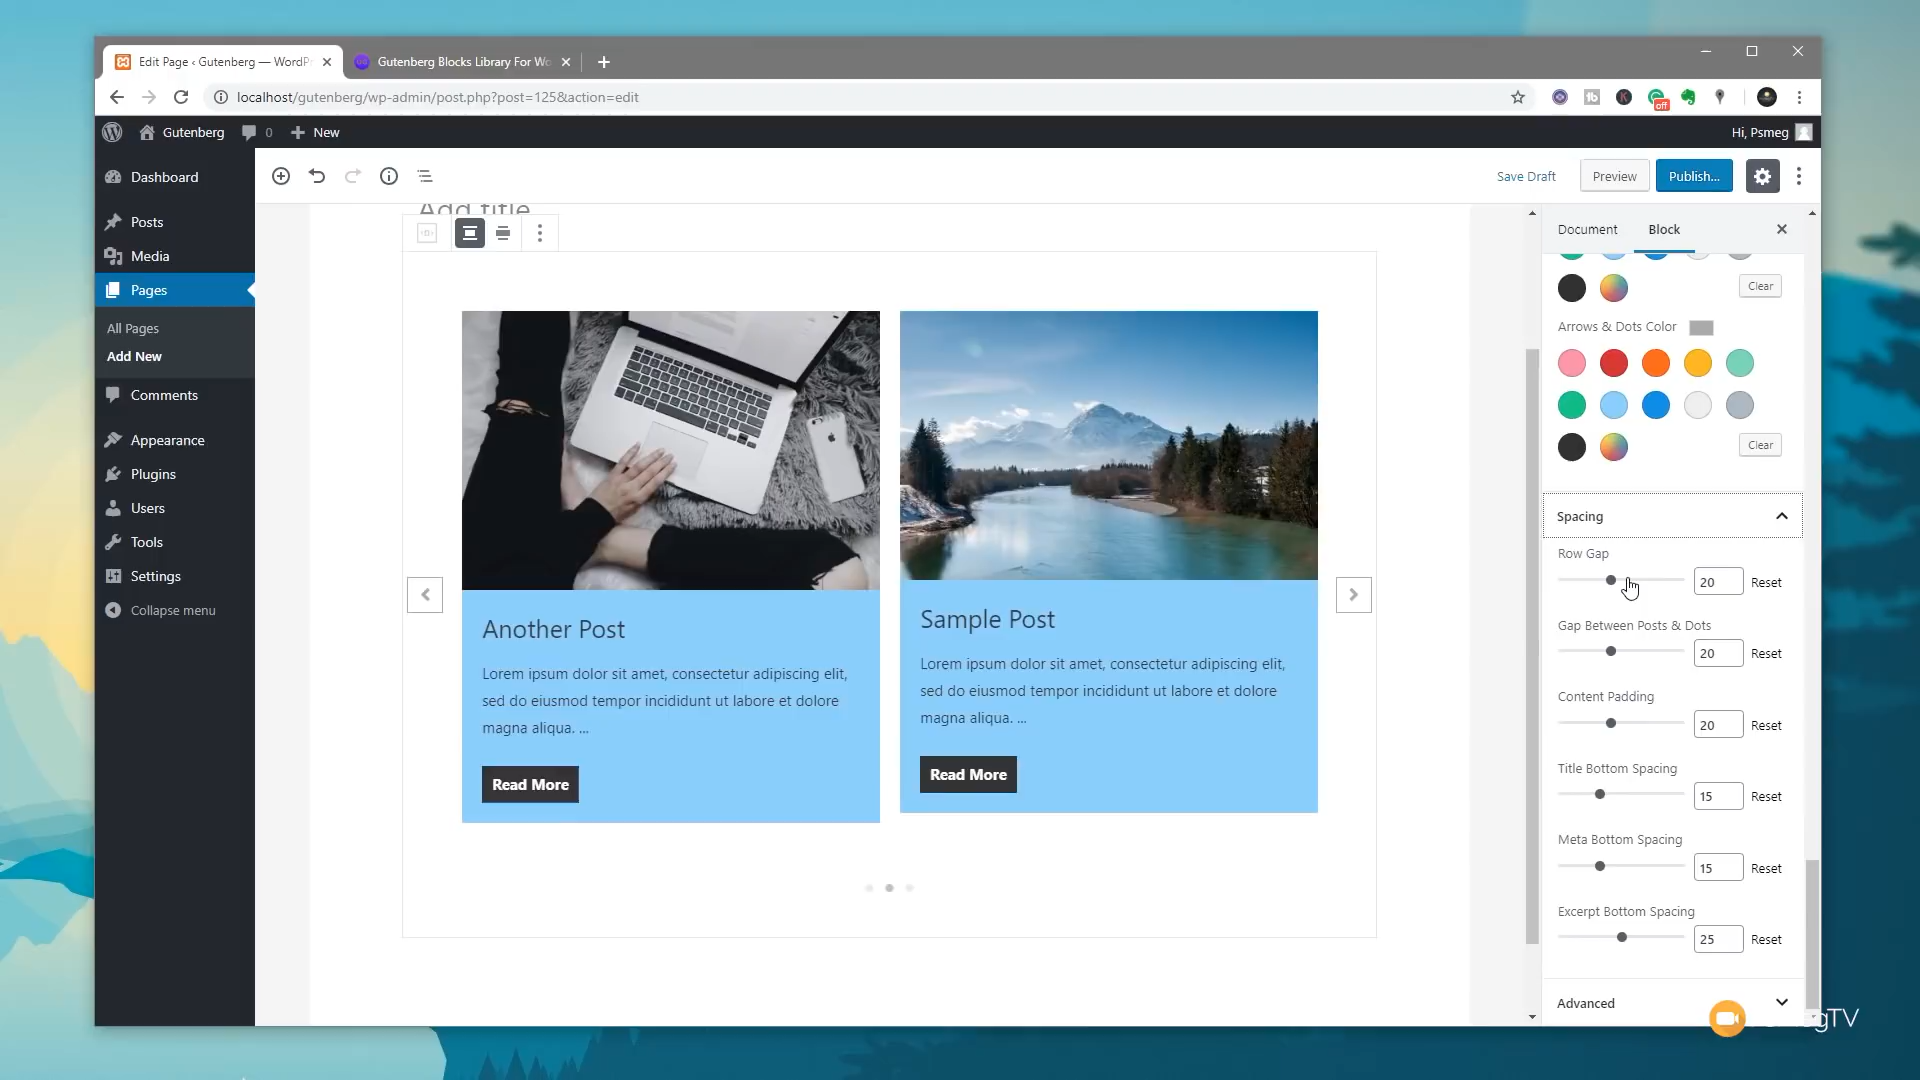 Edit Page ‹ Gutenberg — WordP
Gutenberg Blocks Library For Wo
localhost/gutenberg/wp-admin/post.php?post=125&action=edit
off
Gutenberg
0
New
Hi, Psmeg
Dashboard
Posts
Media
Pages
All Pages
Add New
Comments
Appearance
Plugins
Users
Tools
Settings
Collapse menu
Save Draft
Preview
Publish...
Add title
Another Post
Lorem ipsum dolor sit amet, consectetur adipiscing elit,
sed do eiusmod tempor incididunt ut labore et dolore
magna aliqua. ...
Read More
Sample Post
Lorem ipsum dolor sit amet, consectetur adipiscing elit,
sed do eiusmod tempor incididunt ut labore et dolore
magna aliqua. ...
Read More
Document
Block
Clear
Arrows & Dots Color
Clear
Spacing
Row Gap
20 Reset
Gap Between Posts & Dots
20 Reset
Content Padding
20 Reset
Title Bottom Spacing
15 Reset
Meta Bottom Spacing
15 Reset
Excerpt Bottom Spacing
25 Reset
Advanced